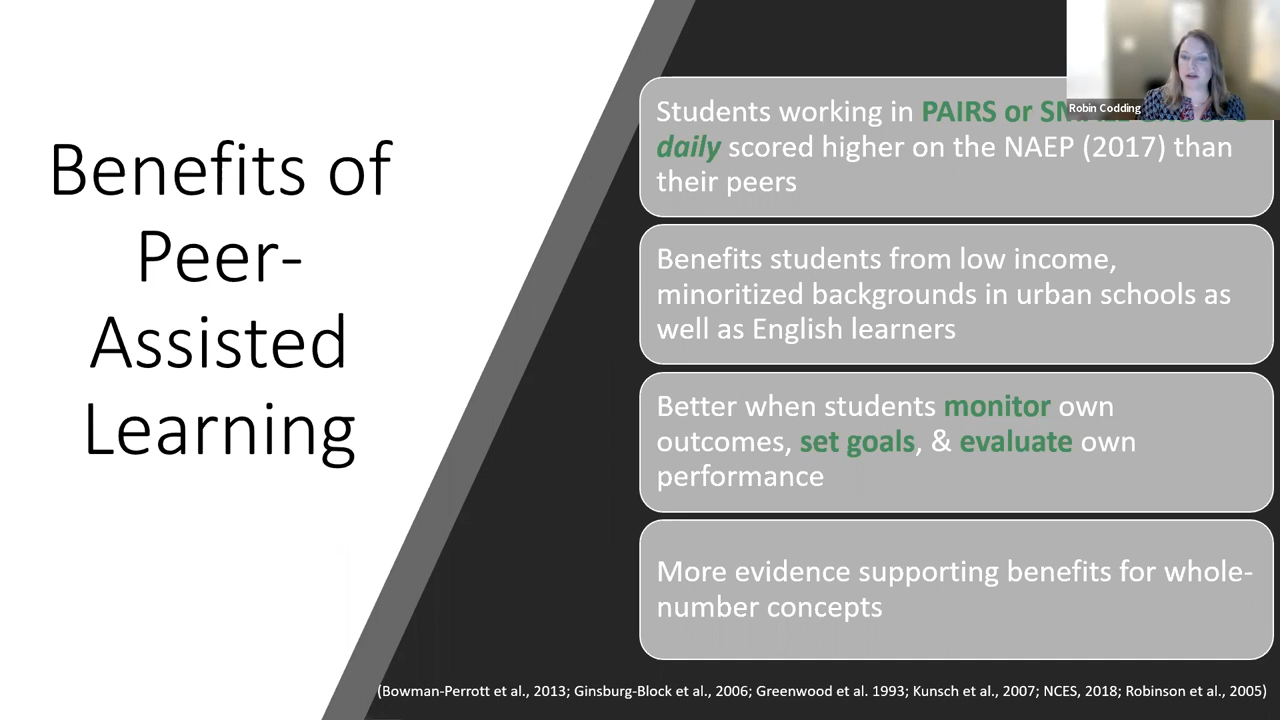 Benefits of
Peer-
Assisted
Learning
Robin Codding
Students working in PAIRS or
daily scored higher on the NAEP (2017) than
their peers
Benefits students from low income,
minoritized backgrounds in urban schools as
well as English learners
Better when students monitor own
outcomes, set goals, & evaluate own
performance
More evidence supporting benefits for whole-
number concepts
(Bowman-Perrott et al., 2013; Ginsburg-Block et al., 2006; Greenwood et al. 1993; Kunsch et al., 2007; NCES, 2018; Robinson et al., 2005)